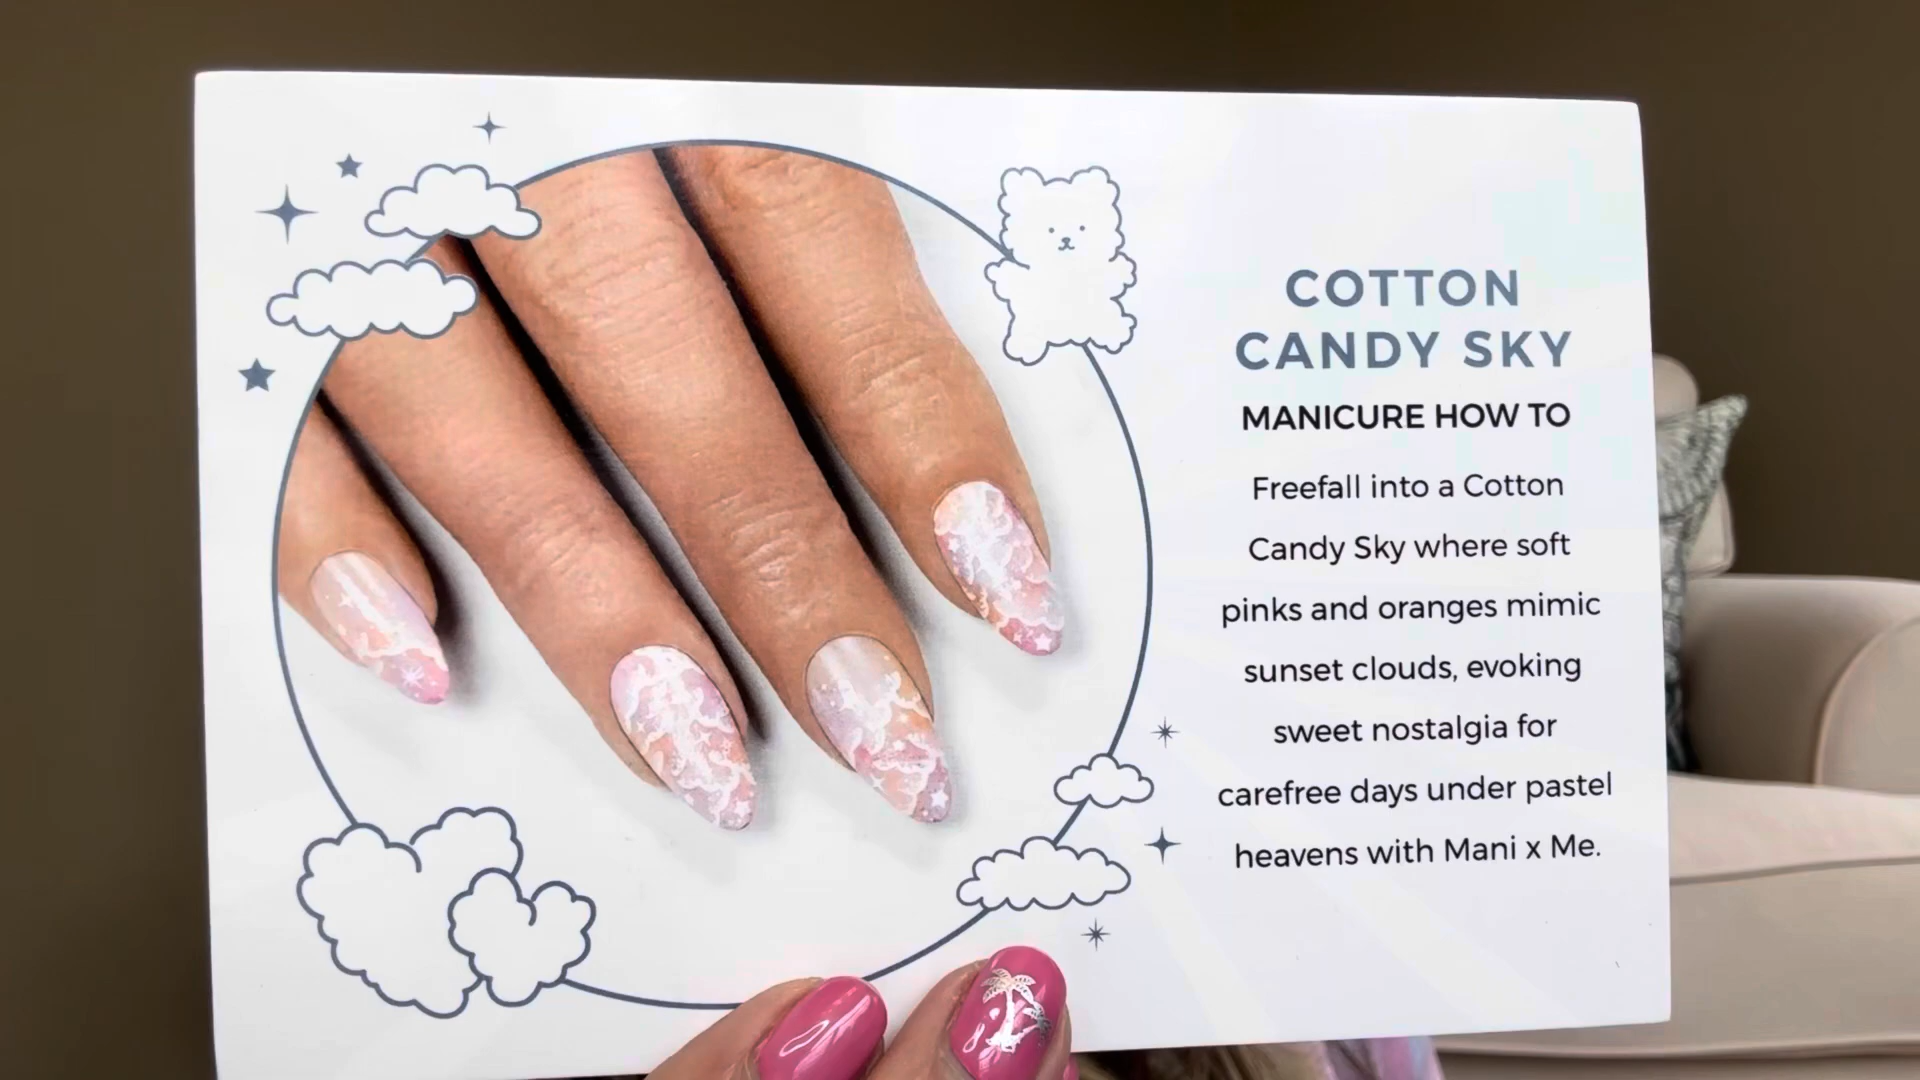 COTTON
CANDY SKY
MANICURE HOW TO
Freefall into a Cotton
Candy Sky where soft
pinks and oranges mimic
sunset clouds, evoking
sweet nostalgia for
carefree days under pastel
heavens with Mani x Me.